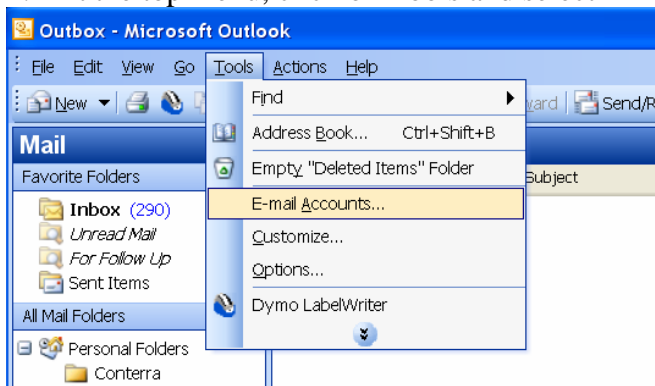 Outbox - Microsoft Outlook
File Edit View Go Tools Actions Help
New Send/R
Find
Address Book... Ctrl+Shift+B
Empty "Deleted Items" Folder
E-mail Accounts...
Customize...
Options...
Dymo LabelWriter
Mail
Favorite Folders Subject
Inbox (290)
Unread Mail
For Follow Up
Sent Items
All Mail Folders
Personal Folders
Conterra